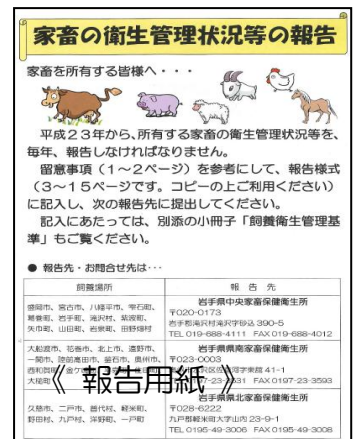 家畜の衛生管理状況等の報告
家畜を所有する皆様へ・・・
平成２３年から、所有する家畜の衛生管理状況等を、
毎年、報告しなければなりません。
留意事項（１～２ページ）を参考にして、報告様式
（３～１５ページです。コピーの上ご利用ください）
に記入し、次の報告先に提出してください。
記入にあたっては、別添の小冊子「飼養衛生管理基
準」もご覧ください。
● 報告先・お問合せ先は・・・
飼養場所
報 告 先
盛岡市、宮古市、八幡平市、雫石町、
葛巻町、岩手町、滝沢村、紫波町、
矢巾町、山田町、岩泉町、田野畑村
岩手県中央家畜保健衛生所
〒020-0173
岩手郡滝沢村滝沢字砂込 390-5
TEL 019-688-4111 FAX 019-688-4012
大船渡市、花巻市、北上市、遠野市、
一関市、陸前高田市、釜石市、奥州市、
西和賀町
大槌町
岩手県県南家畜保健衛生所
〒023-0003
41-1
FAX 0197-23-3593
《 報告用紙 》
久慈市、二戸市、普代村、軽米町、
野田村、九戸村、洋野町、一戸町
岩手県県北家畜保健衛生所
〒028-6222
九戸郡軽米町大字山内 23-9-1
TEL 0195-49-3006 FAX 0195-49-3008